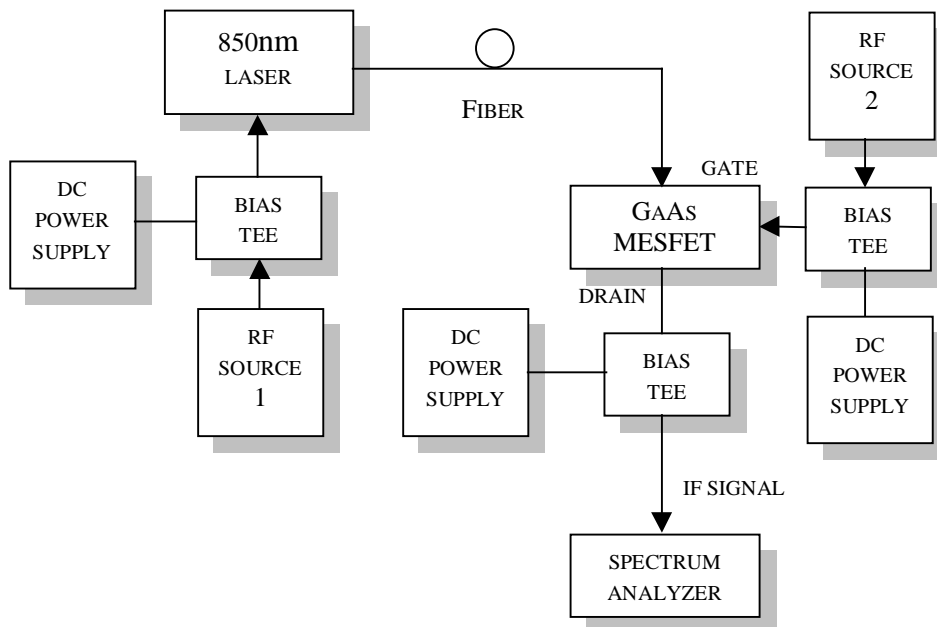 850nm
LASER
FIBER
RF
SOURCE
2
DC
POWER
SUPPLY
BIAS
TEE
GATE
GAAS
MESFET
BIAS
TEE
DRAIN
RF
SOURCE
1
DC
POWER
SUPPLY
BIAS
TEE
DC
POWER
SUPPLY
IF SIGNAL
SPECTRUM
ANALYZER